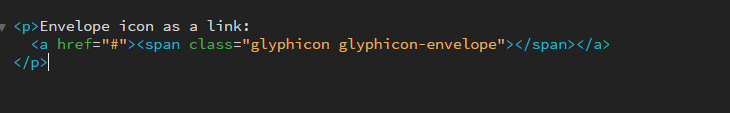 <p>Envelope icon as a link:
<a href="#"><span class="glyphicon glyphicon-envelope"></span></a>
</p>